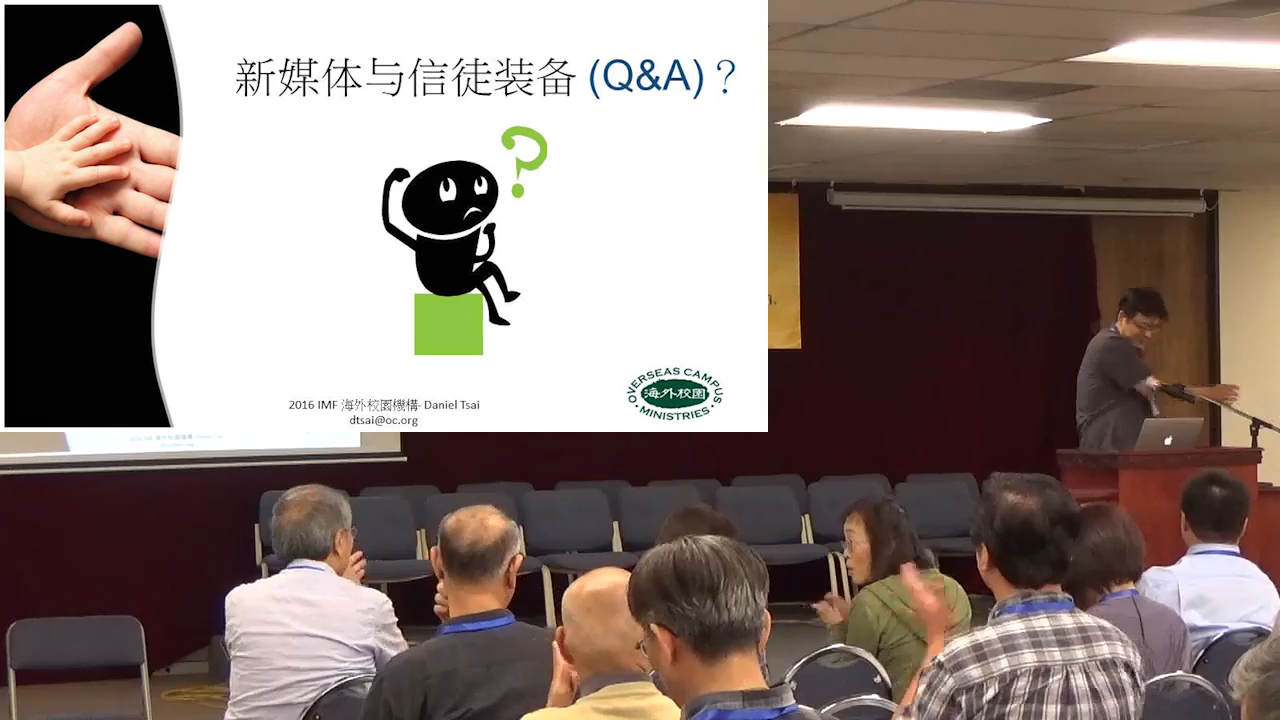 新媒体与信徒装备 (Q&A)？
2016 IMF 海外校園機構- Daniel Tsai
dtsai@oc.org
OVERSEAS CAMPUS
海外校园
MINISTRIES